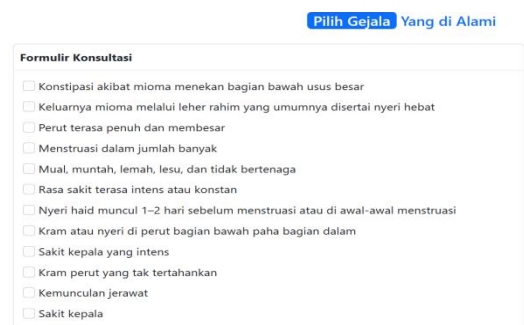 Pilih Gejala Yang di Alami
Formulir Konsultasi
Konstipasi akibat mioma menekan bagian bawah usus besar
Keluarnya mioma melalui leher rahim yang umumnya disertai nyeri hebat
Perut terasa penuh dan membesar
Menstruasi dalam jumlah banyak
Mual, muntah, lemah, lesu, dan tidak bertenaga
Rasa sakit terasa intens atau konstan
Nyeri haid muncul 1–2 hari sebelum menstruasi atau di awal-awal menstruasi
Kram atau nyeri di perut bagian bawah paha bagian dalam
Sakit kepala yang intens
Kram perut yang tak tertahankan
Kemunculan jerawat
Sakit kepala